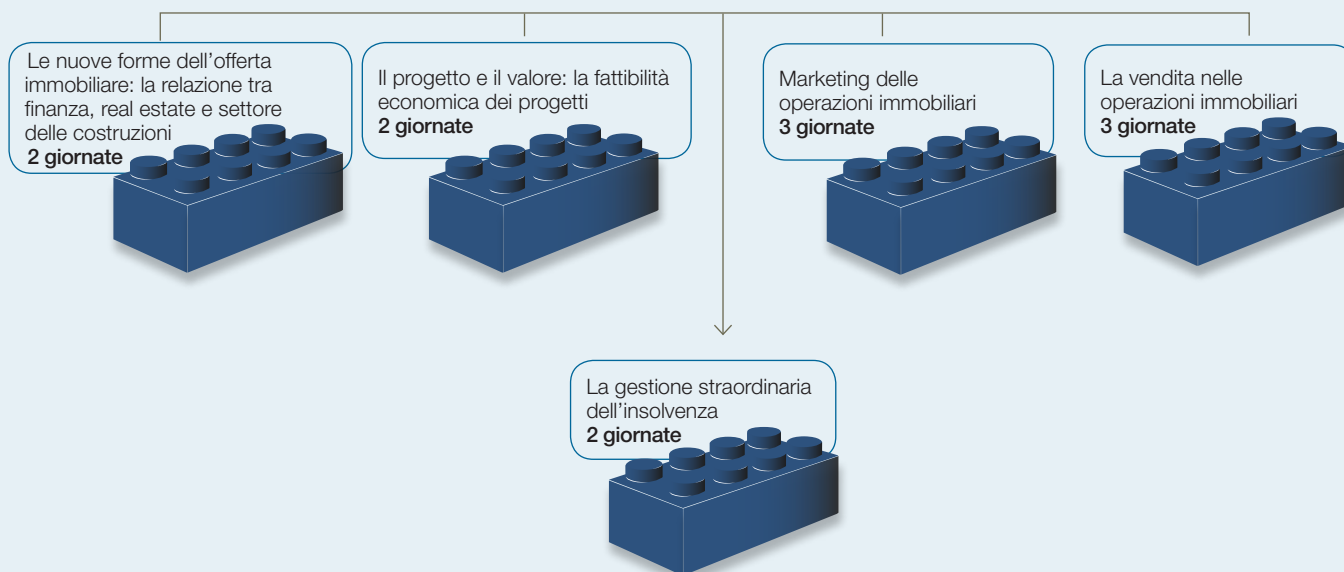 Le nuove forme dell'offerta
immobiliare: la relazione tra
finanza, real estate e settore
delle costruzioni
2 giornate
Il progetto e il valore: la fattibilità
economica dei progetti
2 giornate
Marketing delle
operazioni immobiliari
3 giornate
La vendita nelle
operazioni immobiliari
3 giornate
La gestione straordinaria
dell'insolvenza
2 giornate